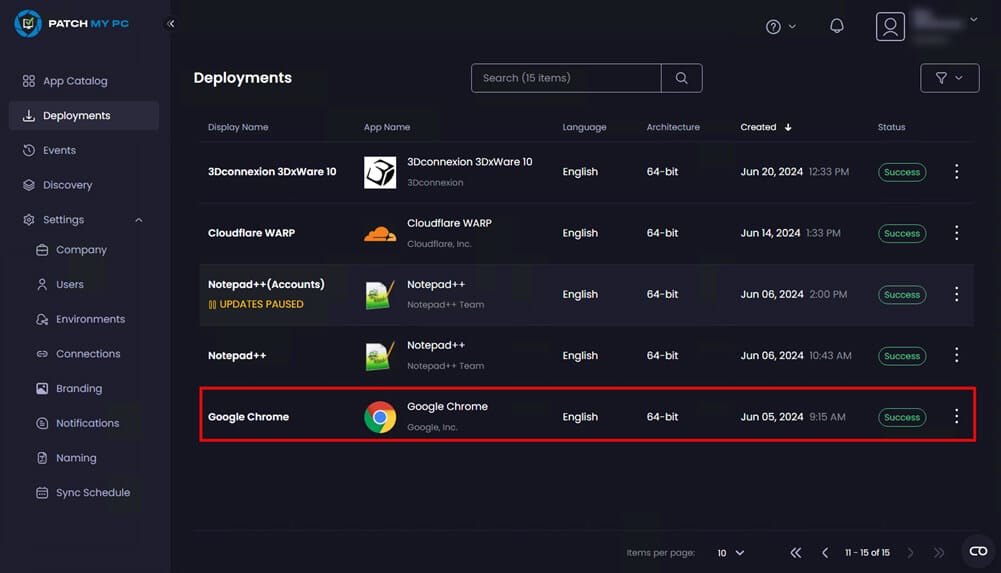 PATCH MY PC
App Catalog
Deployments
Events
Discovery
Settings
Company
Users
Environments
Connections
Branding
Notifications
Naming
Sync Schedule
Deployments
Search (15 items)
Display Name App Name Language Architecture Created Status
3Dconnexion 3DxWare 10 3Dconnexion 3DxWare 10 English 64-bit Jun 20, 2024 12:33 PM Success
3Dconnexion
Cloudflare WARP Cloudflare WARP English 64-bit Jun 14, 2024 1:33 PM Success
Cloudflare, Inc.
Notepad++(Accounts) Notepad++ English 64-bit Jun 06, 2024 2:00 PM Success
UPDATES PAUSED Notepad++ Team
Notepad++ Notepad++ English 64-bit Jun 06, 2024 10:43 AM Success
Notepad++ Team
Google Chrome Google Chrome English 64-bit Jun 05, 2024 9:15 AM Success
Google, Inc.
Items per page: 10 11 - 15 of 15